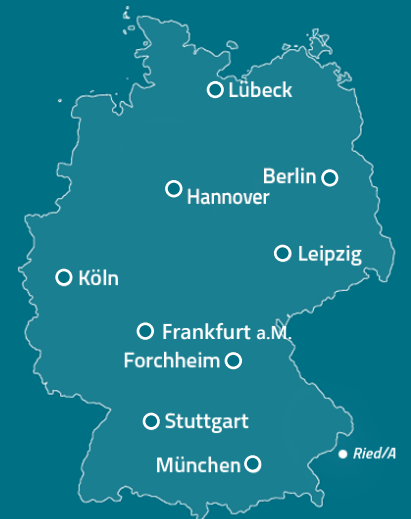 Lübeck
Berlin
Hannover
Leipzig
Köln
Frankfurt a.M.
Forchheim
Stuttgart
Ried/A
München